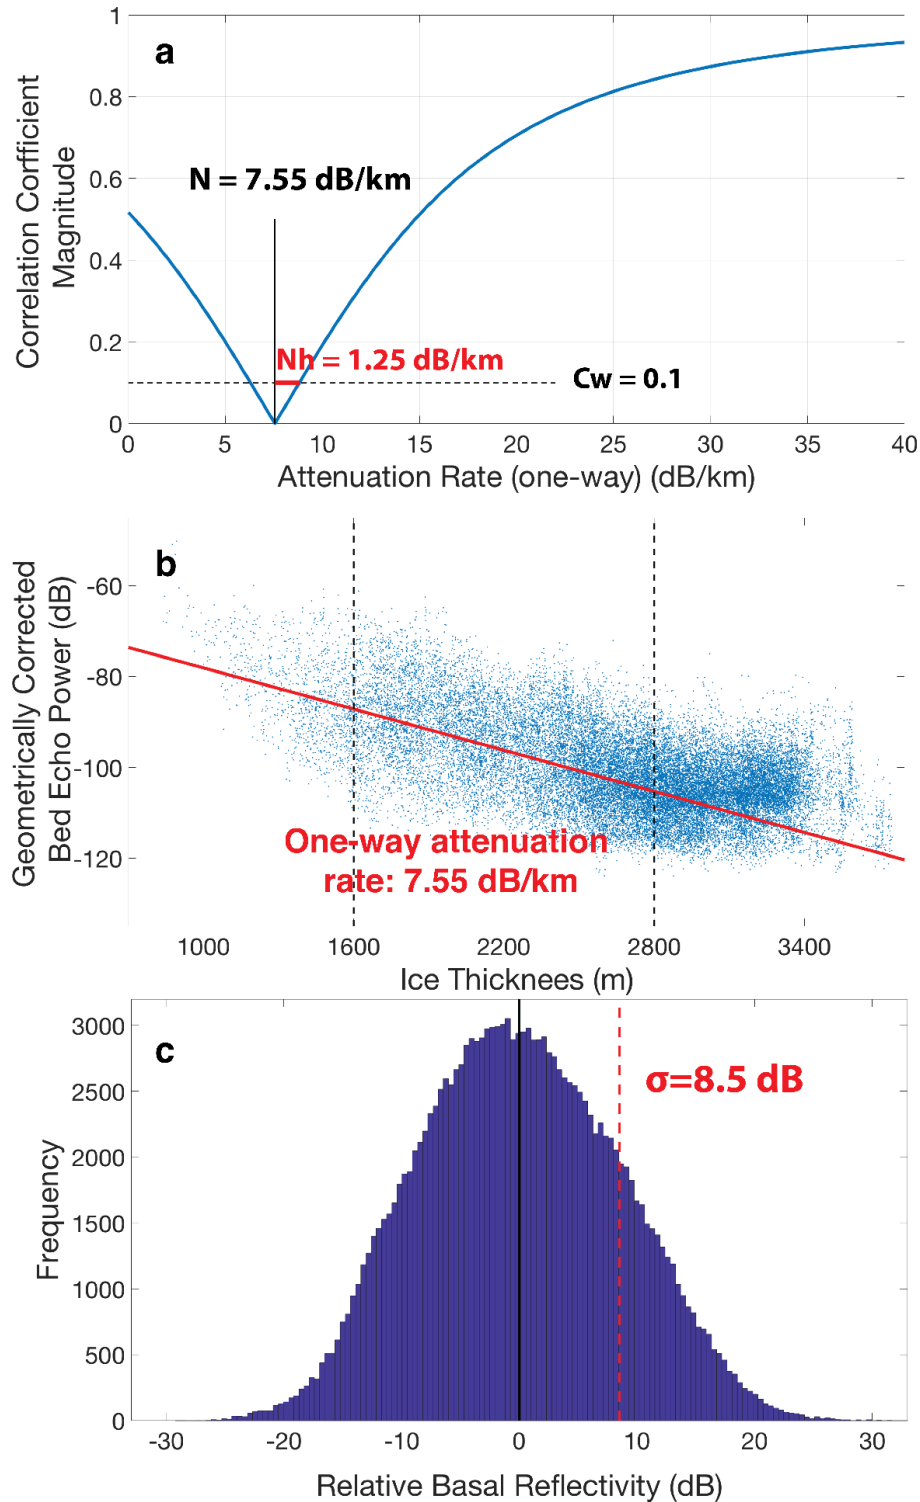 a
Correlation Corfficient
Magnitude
1
0.8
0.6
0.4
0.2
0
N = 7.55 dB/km
Nh = 1.25 dB/km
Cw = 0.1
0 5 10 15 20 25 30 35 40
Attenuation Rate (one-way) (dB/km)
b
Geometrically Corrected
Bed Echo Power (dB)
-60
-80
-100
-120
One-way attenuation
rate: 7.55 dB/km
1000 1600 2200 2800 3400
Ice Thicknees (m)
c
Frequency
3000
2500
2000
1500
1000
500
0
σ=8.5 dB
-30 -20 -10 0 10 20 30
Relative Basal Reflectivity (dB)